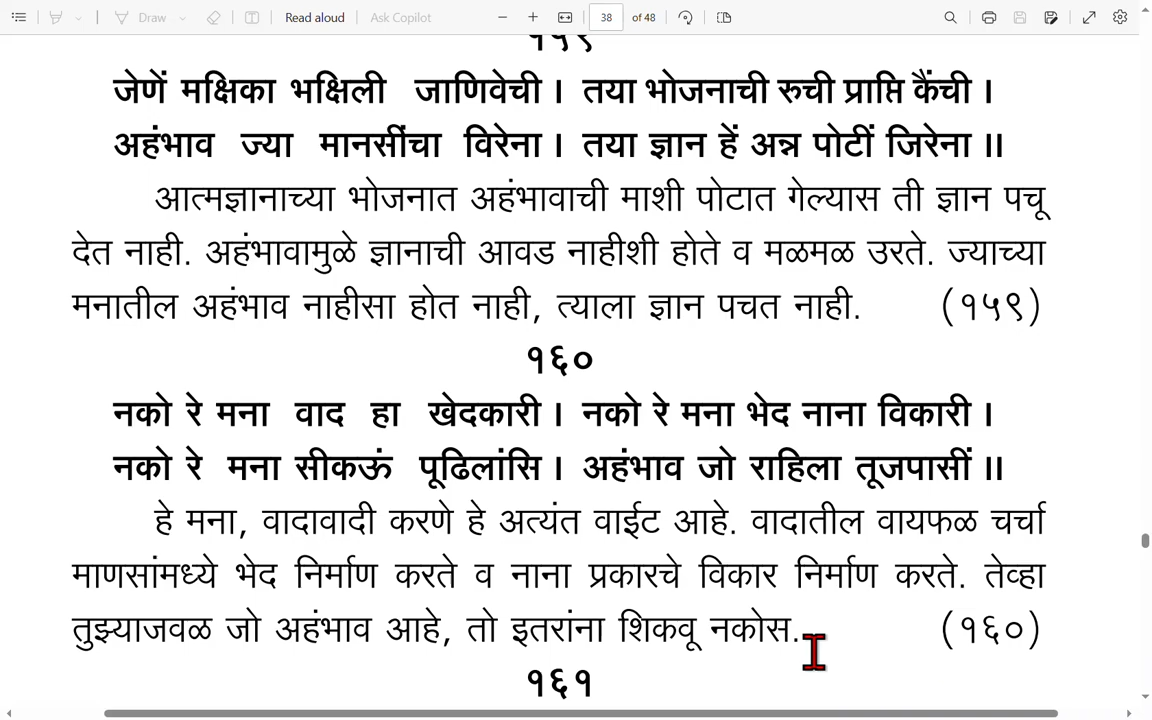 Draw
Read aloud
Ask Copilot
38
of 48
१५९
जेणें मक्षिका भक्षिली जाणिवेची । तया भोजनाची रुची प्राप्ति कैंची ।
अहंभाव ज्या मानसींचा विरेना । तया ज्ञान हें अन्न पोटीं जिरेना ॥
आत्मज्ञानाच्या भोजनात अहंभावाची माशी पोटात गेल्यास ती ज्ञान पचू
देत नाही. अहंभावामुळे ज्ञानाची आवड नाहीशी होते व मळमळ उरते. ज्याच्या
मनातील अहंभाव नाहीसा होत नाही, त्याला ज्ञान पचत नाही. (१५९)
१६०
नको रे मना वाद हा खेदकारी । नको रे मना भेद नाना विकारी ।
नको रे मना सीकऊं पूढिलांसि । अहंभाव जो राहिला तूजपासीं ॥
हे मना, वादावादी करणे हे अत्यंत वाईट आहे. वादातील वायफळ चर्चा
माणसांमध्ये भेद निर्माण करते व नाना प्रकारचे विकार निर्माण करते. तेव्हा
तुझ्याजवळ जो अहंभाव आहे, तो इतरांना शिकवू नकोस. (१६०)
१६१